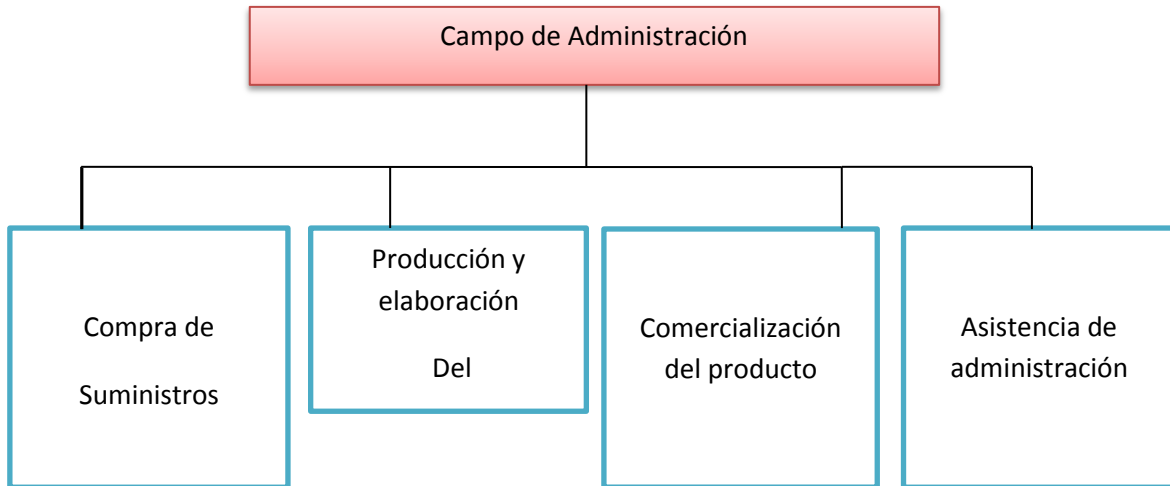 Campo de Administración
Compra de
Suministros
Producción y
elaboración
Del
Comercialización
del producto
Asistencia de
administración